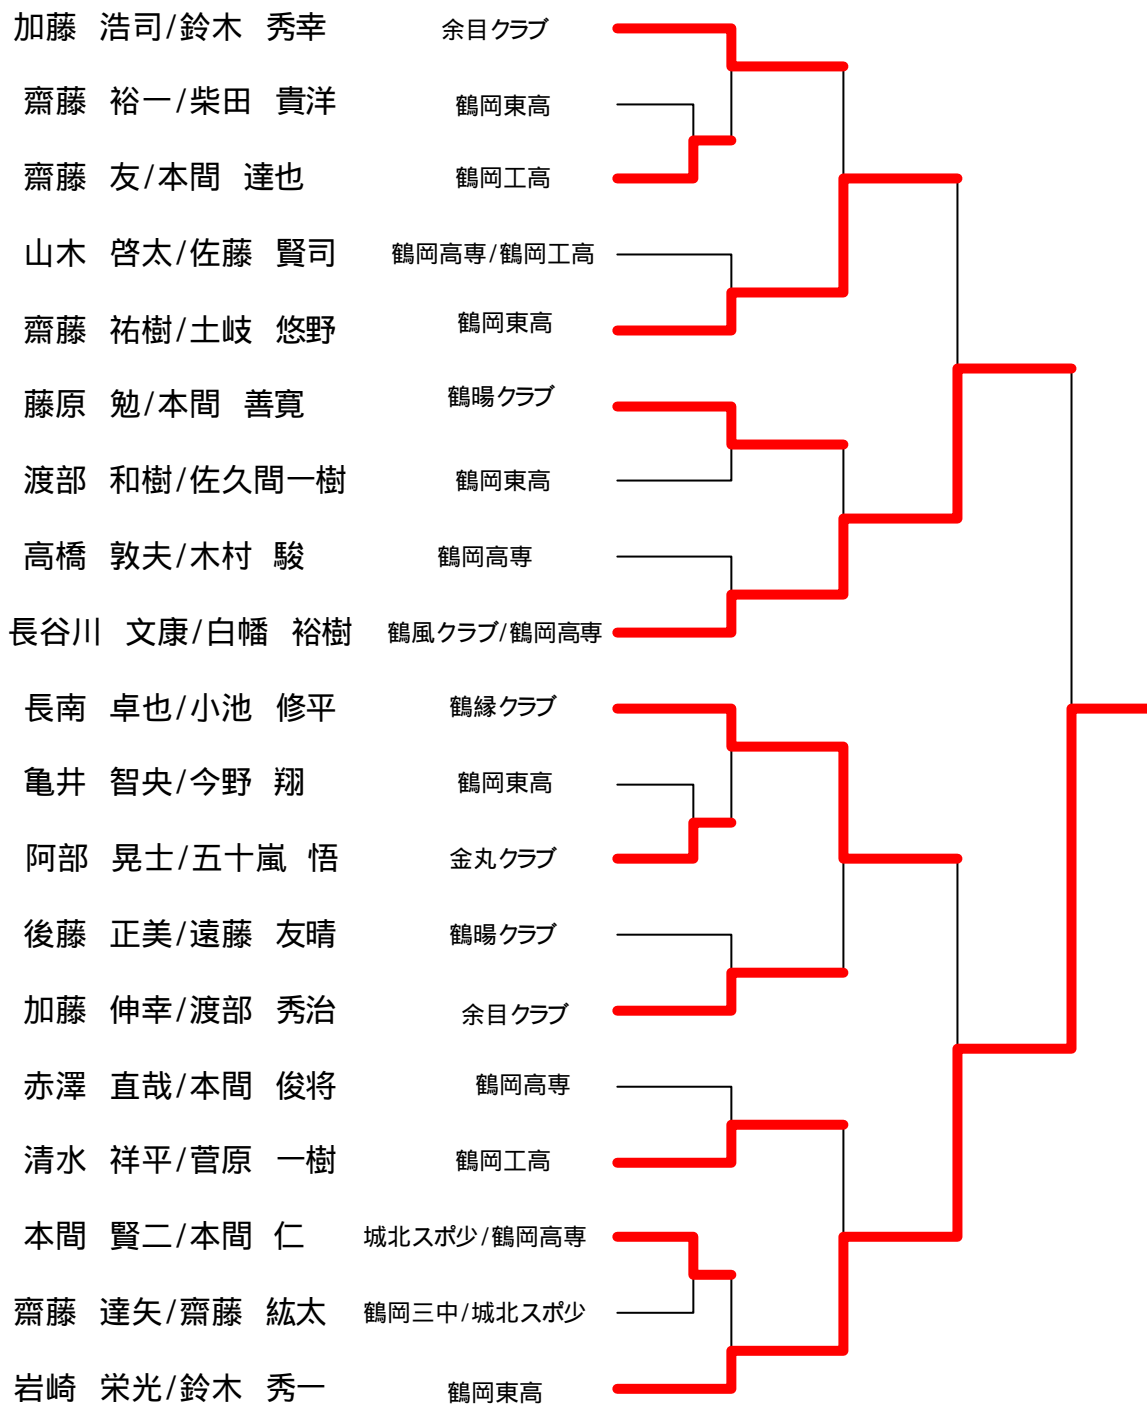 加藤 浩司/鈴木 秀幸 余目クラブ
齋藤 裕一/柴田 貴洋 鶴岡東高
齋藤 友/本間 達也 鶴岡工高
山木 啓太/佐藤 賢司 鶴岡高専/鶴岡工高
齋藤 祐樹/土岐 悠野 鶴岡東高
藤原 勉/本間 善寛 鶴暘クラブ
渡部 和樹/佐久間一樹 鶴岡東高
高橋 敦夫/木村 駿 鶴岡高専
長谷川 文康/白幡 裕樹 鶴風クラブ/鶴岡高専
長南 卓也/小池 修平 鶴縁クラブ
亀井 智央/今野 翔 鶴岡東高
阿部 晃士/五十嵐 悟 金丸クラブ
後藤 正美/遠藤 友晴 鶴暘クラブ
加藤 伸幸/渡部 秀治 余目クラブ
赤澤 直哉/本間 俊将 鶴岡高専
清水 祥平/菅原 一樹 鶴岡工高
本間 賢二/本間 仁 城北スポ少/鶴岡高専
齋藤 達矢/齋藤 紘太 鶴岡三中/城北スポ少
岩崎 栄光/鈴木 秀一 鶴岡東高